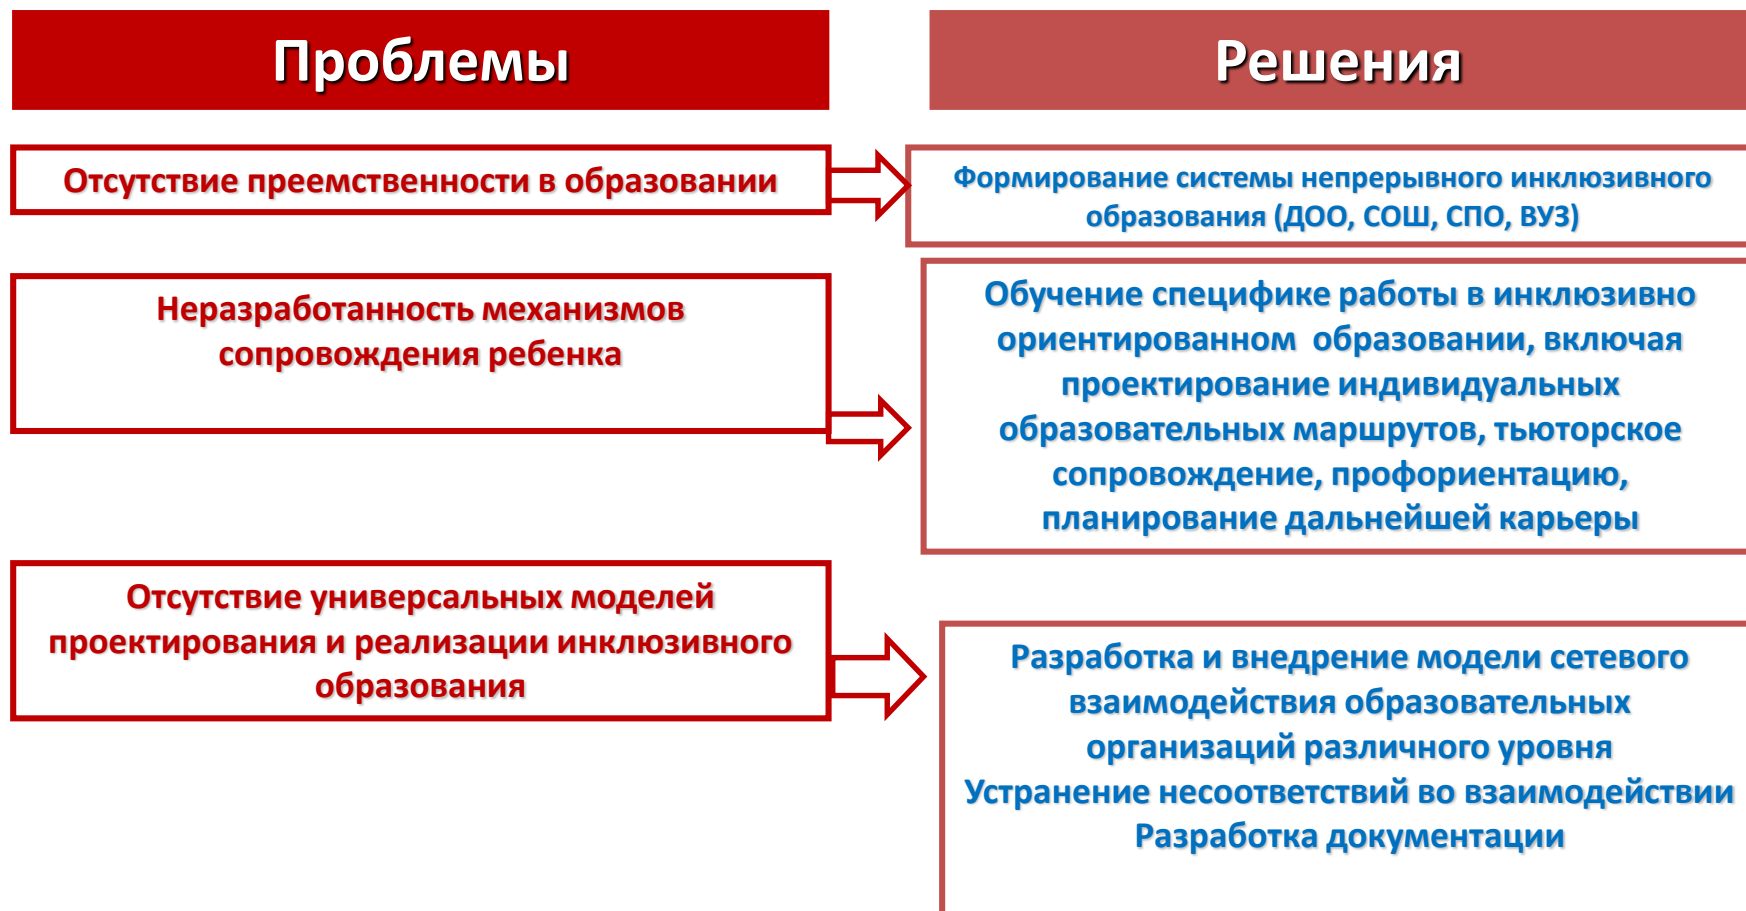 Проблемы
Решения
Отсутствие преемственности в образовании
Формирование системы непрерывного инклюзивного
образования (ДОО, СОШ, СПО, ВУЗ)
Неразработанность механизмов
сопровождения ребенка
Обучение специфике работы в инклюзивно
ориентированном образовании, включая
проектирование индивидуальных
образовательных маршрутов, тьюторское
сопровождение, профориентацию,
планирование дальнейшей карьеры
Отсутствие универсальных моделей
проектирования и реализации инклюзивного
образования
Разработка и внедрение модели сетевого
взаимодействия образовательных
организаций различного уровня
Устранение несоответствий во взаимодействии
Разработка документации